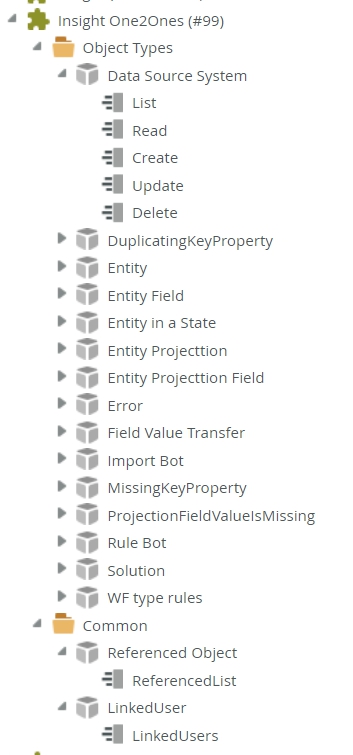 Insight One2Ones (#99)
Object Types
Data Source System
List
Read
Create
Update
Delete
DuplicatingKeyProperty
Entity
Entity Field
Entity in a State
Entity Projecttion
Entity Projecttion Field
Error
Field Value Transfer
Import Bot
MissingKeyProperty
ProjectionFieldValueIsMissing
Rule Bot
Solution
WF type rules
Common
Referenced Object
ReferencedList
LinkedUser
LinkedUsers